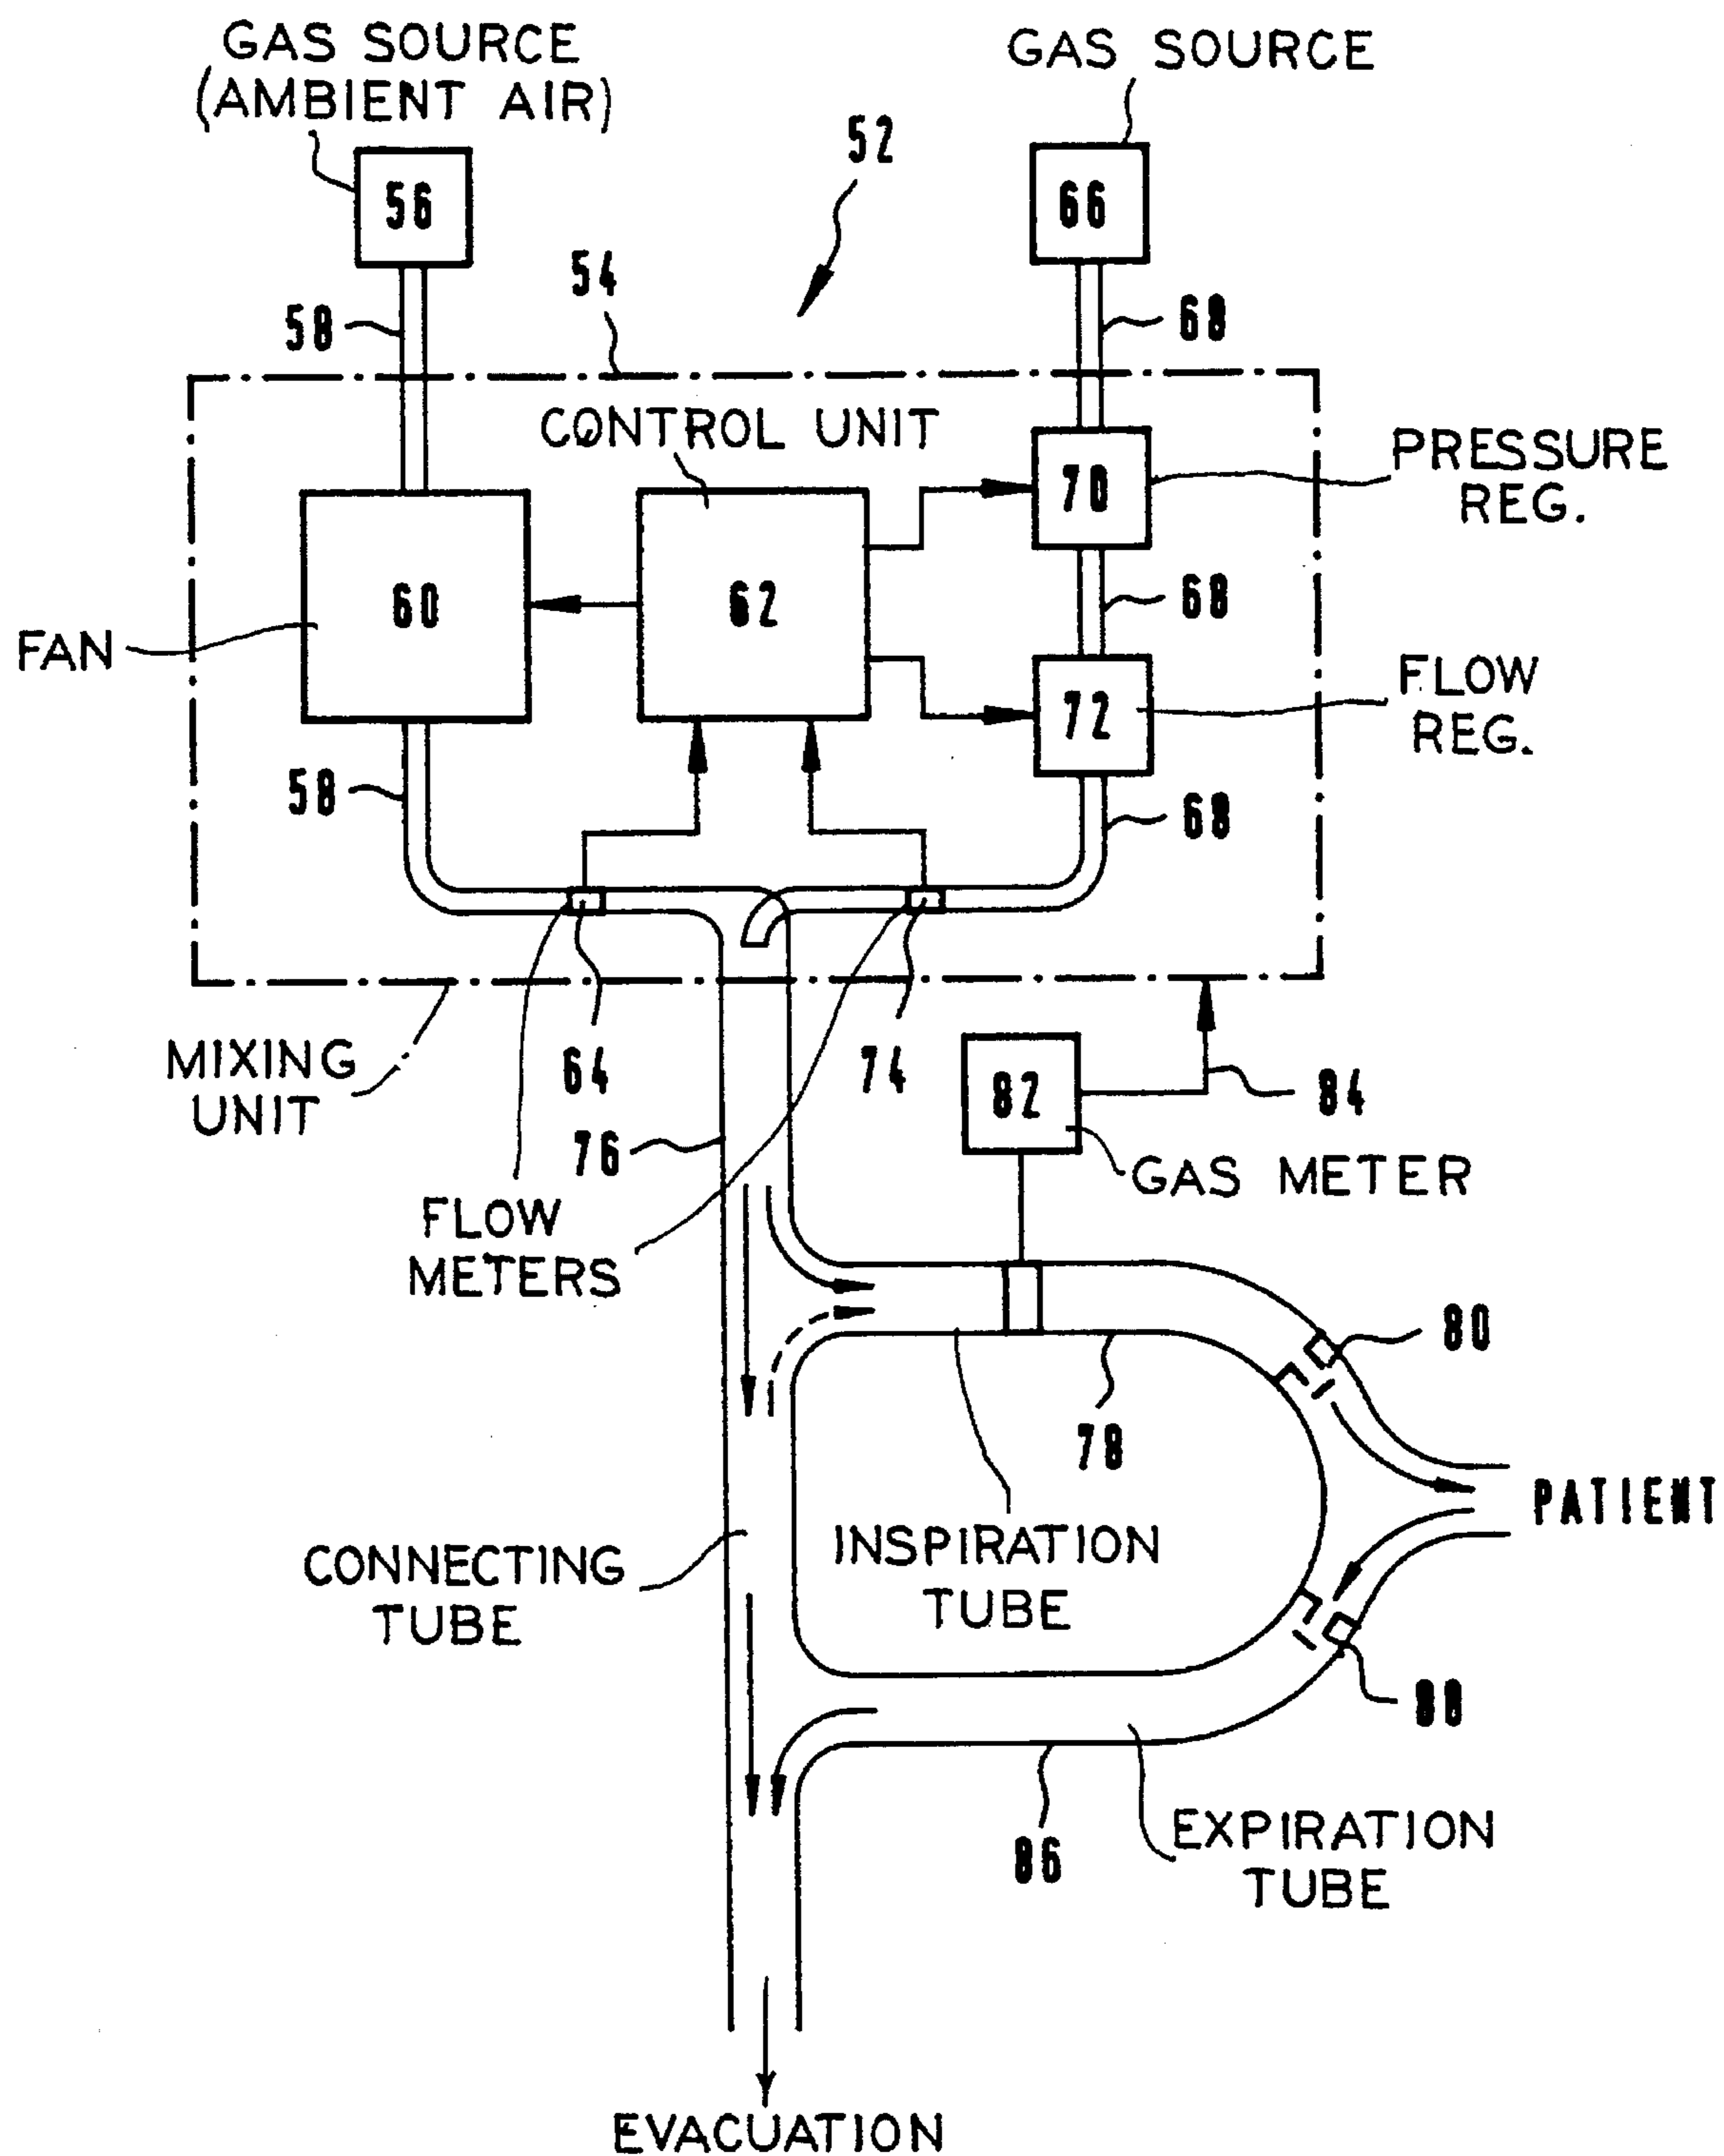 GAS SOURCE
(AMBIENT AIR)
GAS SOURCE
52
56
66
54
58
68
CONTROL UNIT
PRESSURE
REG.
70
60
62
68
FAN
FLOW
REG.
72
58
68
MIXING
UNIT
64
74
82
84
76
GAS METER
FLOW
METERS
80
78
PATIENT
INSPIRATION
TUBE
CONNECTING
TUBE
88
EXPIRATION
TUBE
86
EVACUATION